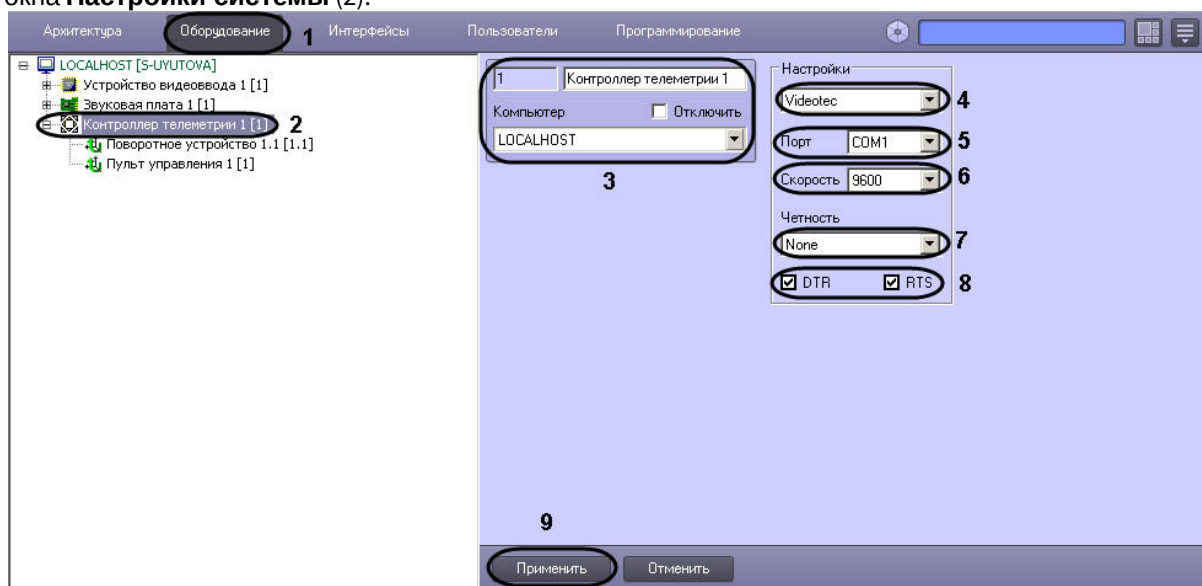 окна Настройки системы (2).
Архитектура Оборудование 1 Интерфейсы Пользователи Программирование
LOCALHOST [S-UYUTOVA]
Устройство видеоввода 1 [1]
Звуковая плата 1 [1]
Контроллер телеметрии 1 [1] 2
Поворотное устройство 1.1 [1.1]
Пульт управления 1 [1]
1 Контроллер телеметрии 1
Компьютер Отключить
LOCALHOST
3
Настройки
Videotec 4
Порт COM1 5
Скорость 9600 6
Четность
None 7
DTR RTS 8
9
Применить Отменить